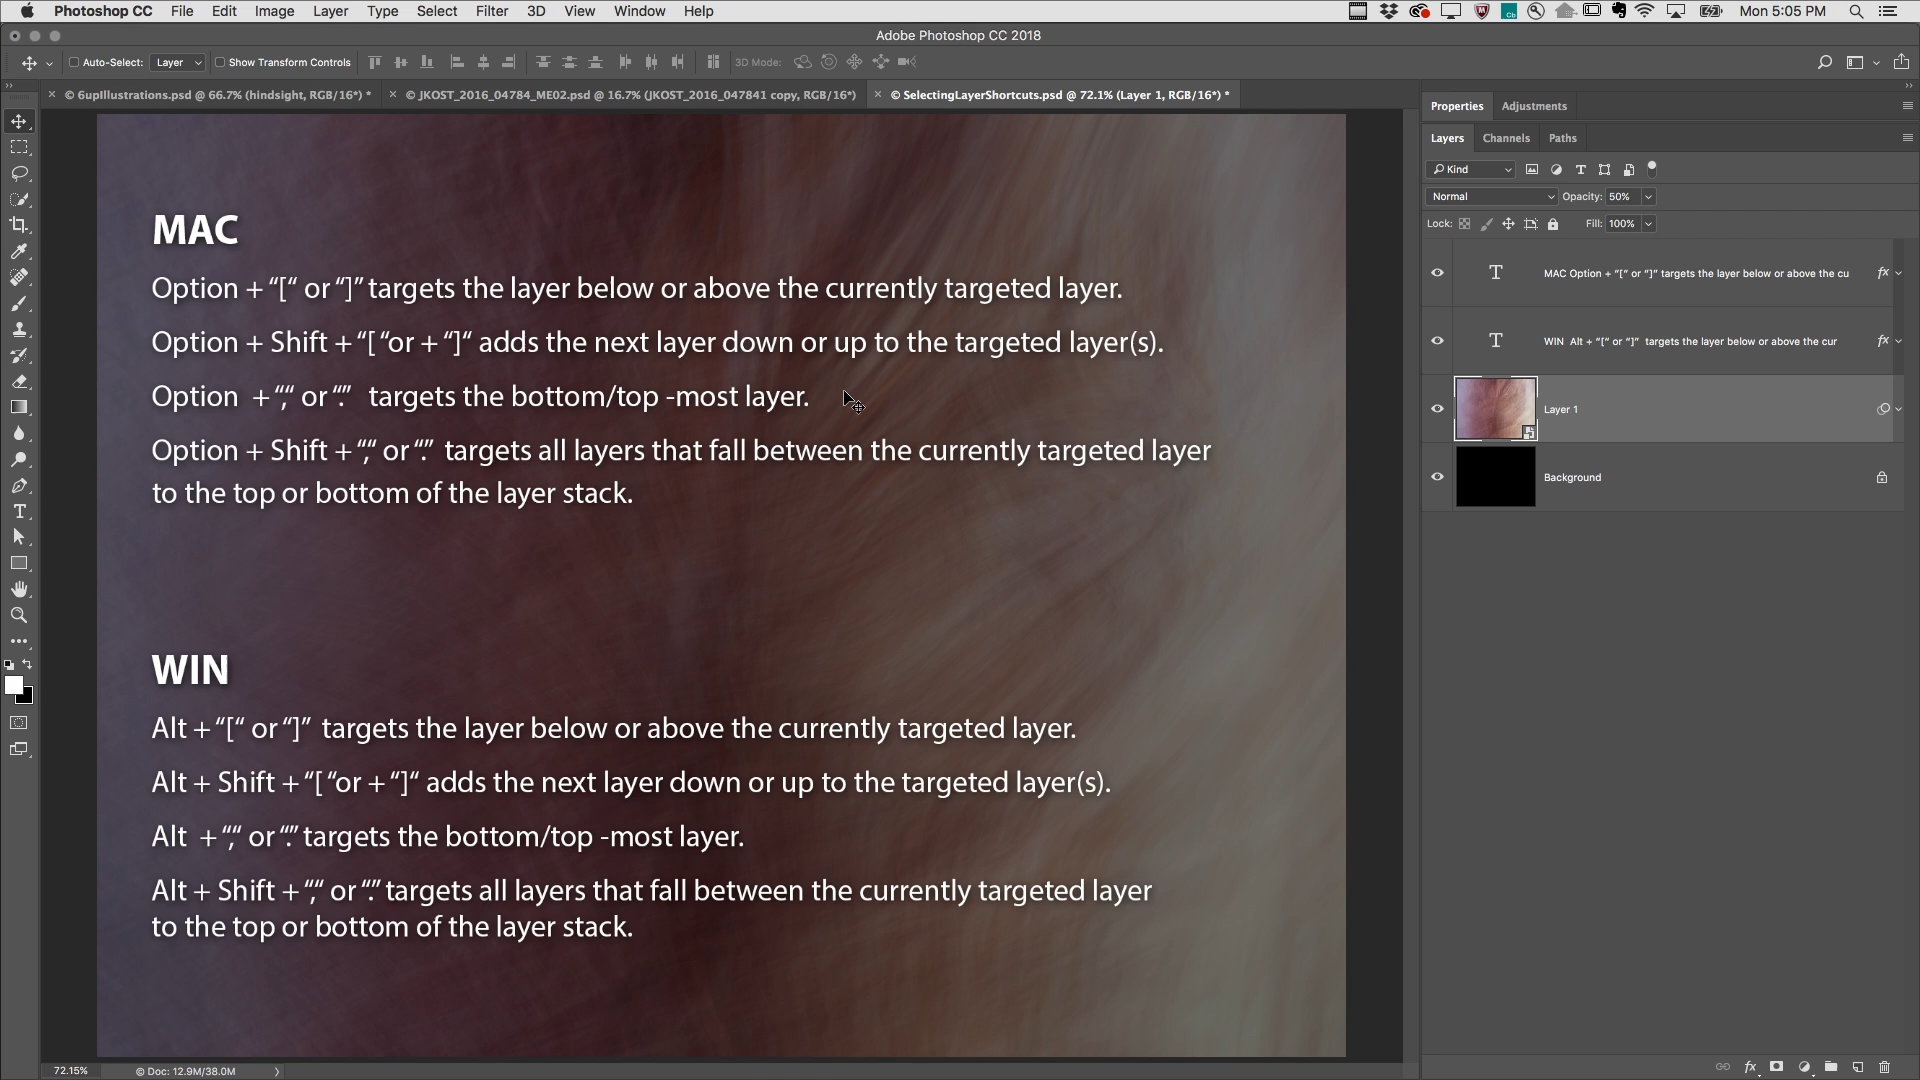 Photoshop CC File Edit Image Layer Type Select Filter 3D View Window Help Mon 5:05 PM
Adobe Photoshop CC 2018
Auto-Select: Layer Show Transform Controls 3D Mode:
© 6upIllustrations.psd @ 66.7% (hindsight, RGB/16*) * © JKOST_2016_04784_ME02.psd @ 16.7% (JKOST_2016_047841 copy, RGB/16*) © SelectingLayerShortcuts.psd @ 72.1% (Layer 1, RGB/16*) *
MAC
Option + “[“ or “]” targets the layer below or above the currently targeted layer.
Option + Shift + “[ “or + “]“ adds the next layer down or up to the targeted layer(s).
Option + “,“ or “.” targets the bottom/top -most layer.
Option + Shift + “,“ or “.” targets all layers that fall between the currently targeted layer
to the top or bottom of the layer stack.
WIN
Alt + “[“ or “]” targets the layer below or above the currently targeted layer.
Alt + Shift + “[ “or + “]“ adds the next layer down or up to the targeted layer(s).
Alt + “,“ or “.” targets the bottom/top -most layer.
Alt + Shift + “,“ or “.” targets all layers that fall between the currently targeted layer
to the top or bottom of the layer stack.
72.15% © Doc: 12.9M/38.0M
Properties Adjustments
Layers Channels Paths
Kind
Normal Opacity: 50%
Lock: Fill: 100%
MAC Option + “[“ or “]” targets the layer below or above the cu fx
WIN Alt + “[“ or “]” targets the layer below or above the cur fx
Layer 1
Background
fx